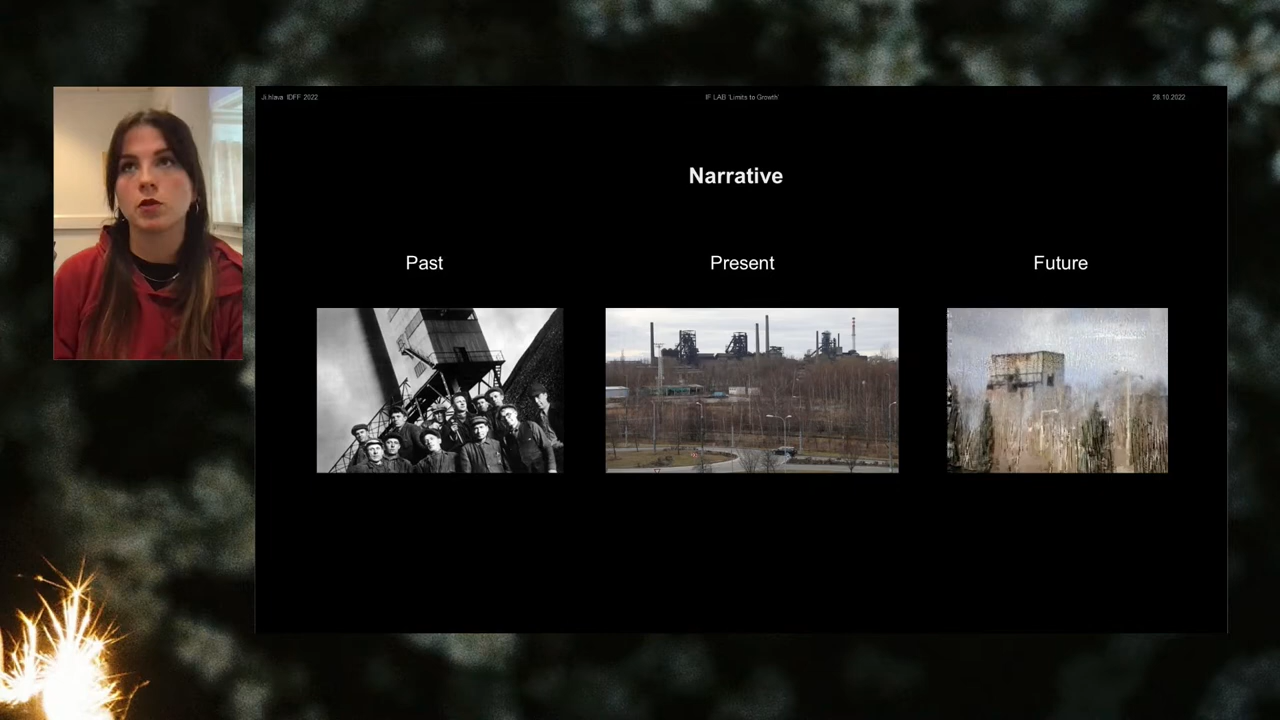 Ji.hlava IDFF 2022
IF LAB 'Limits to Growth'
28.10.2022
Narrative
Past
Present
Future